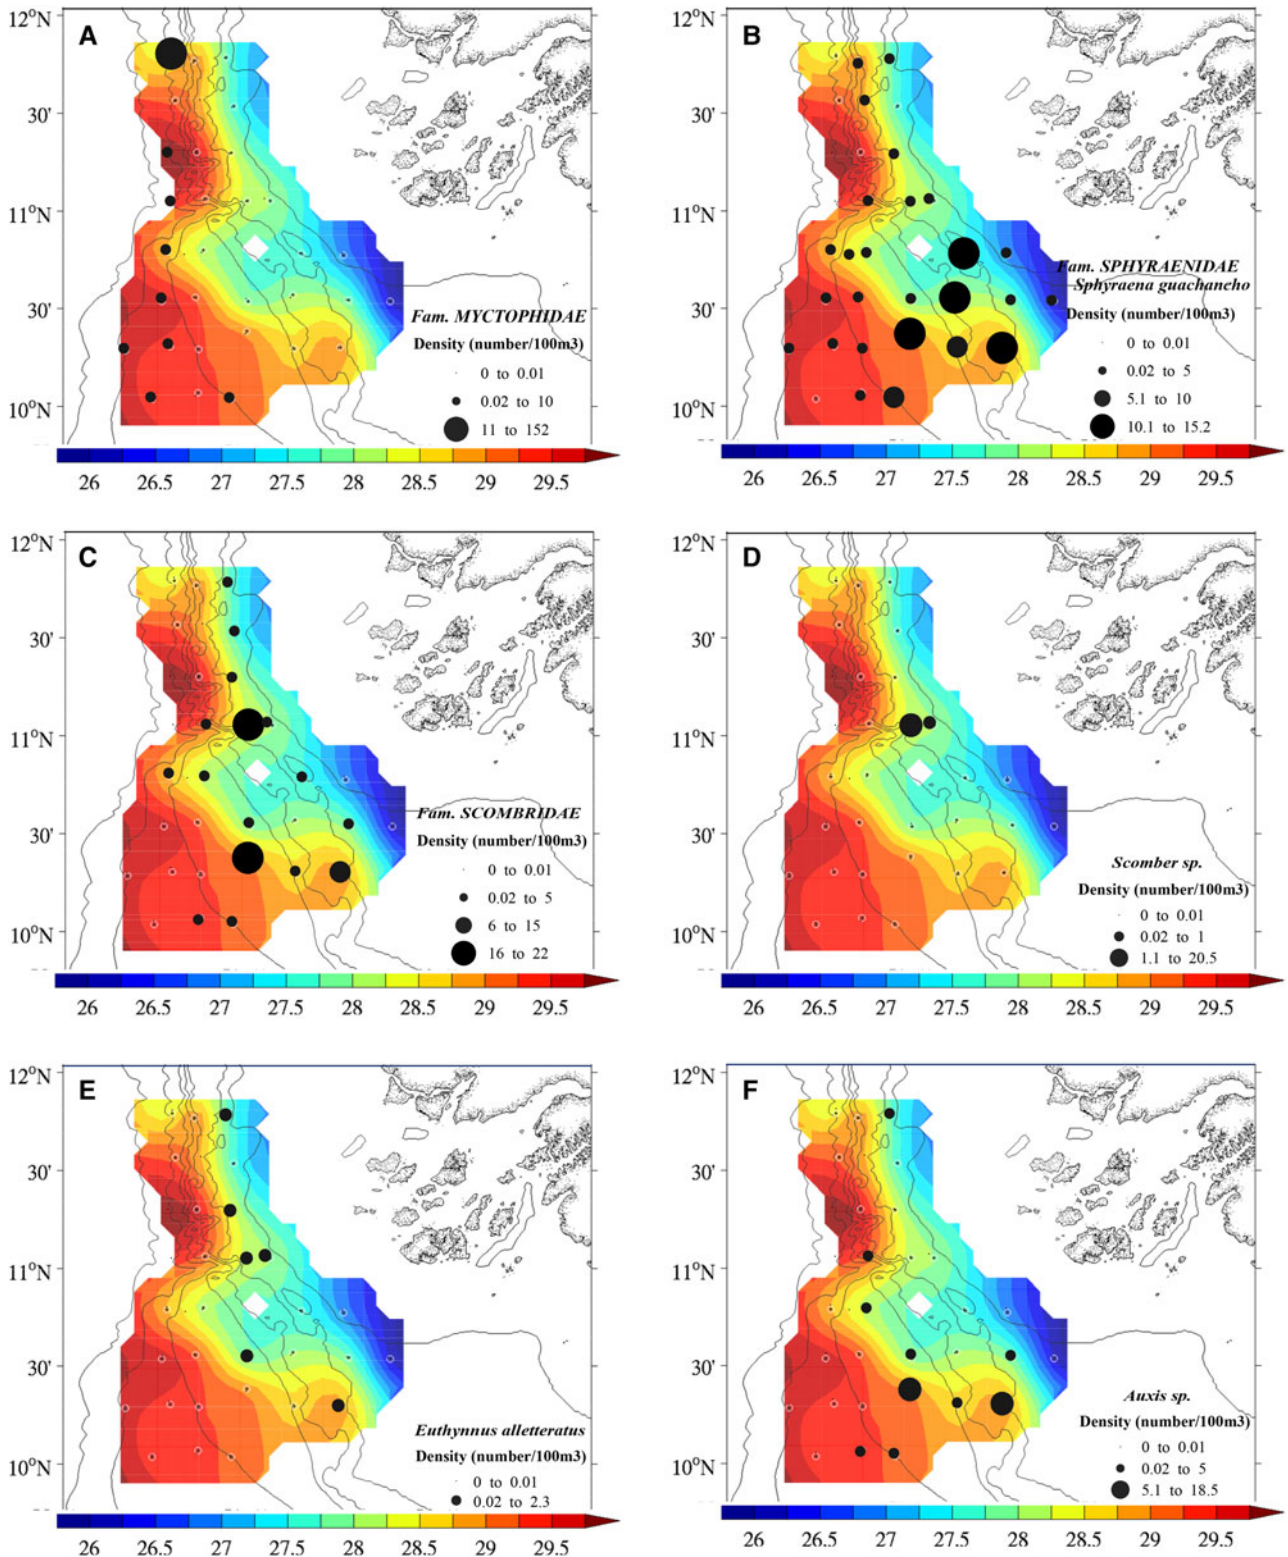 A
12°N
30'
11°N
30'
10°N
Fam. MYCTOPHIDAE
Density (number/100m3)
0 to 0.01
0.02 to 10
11 to 152
26 26.5 27 27.5 28 28.5 29 29.5
B
12°N
30'
11°N
30'
10°N
Fam. SPHYRAENIDAE
Sphyraena guachancho
Density (number/100m3)
0 to 0.01
0.02 to 5
5.1 to 10
10.1 to 15.2
26 26.5 27 27.5 28 28.5 29 29.5
C
12°N
30'
11°N
30'
10°N
Fam. SCOMBRIDAE
Density (number/100m3)
0 to 0.01
0.02 to 5
6 to 15
16 to 22
26 26.5 27 27.5 28 28.5 29 29.5
D
12°N
30'
11°N
30'
10°N
Scomber sp.
Density (number/100m3)
0 to 0.01
0.02 to 1
1.1 to 20.5
26 26.5 27 27.5 28 28.5 29 29.5
E
12°N
30'
11°N
30'
10°N
Euthynnus alletteratus
Density (number/100m3)
0 to 0.01
0.02 to 2.3
26 26.5 27 27.5 28 28.5 29 29.5
F
12°N
30'
11°N
30'
10°N
Auxis sp.
Density (number/100m3)
0 to 0.01
0.02 to 5
5.1 to 18.5
26 26.5 27 27.5 28 28.5 29 29.5